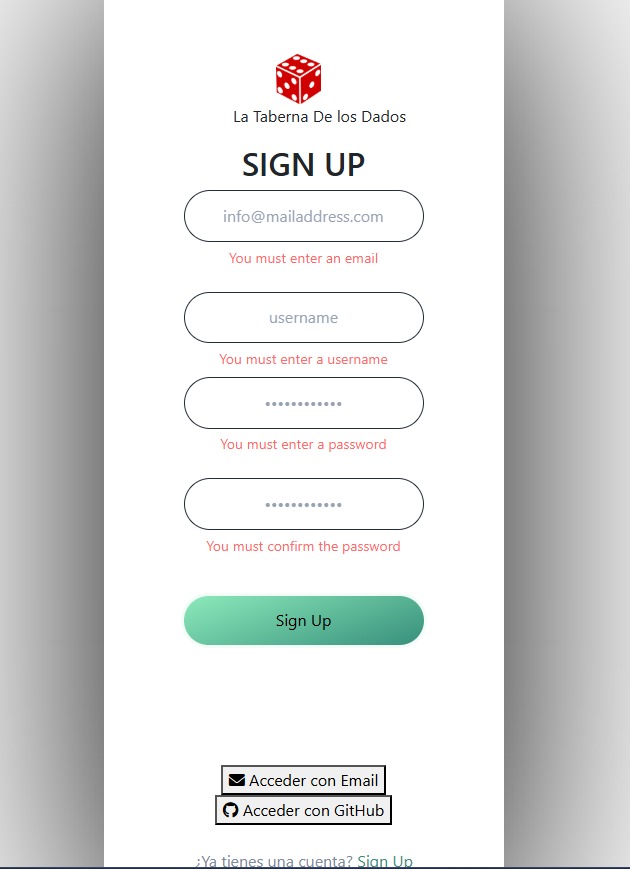 La Taberna De los Dados
SIGN UP
info@mailaddress.com
You must enter an email
username
You must enter a username
••••••••••••
You must enter a password
••••••••••••
You must confirm the password
Sign Up
Acceder con Email
Acceder con GitHub
¿Ya tienes una cuenta? Sign Up